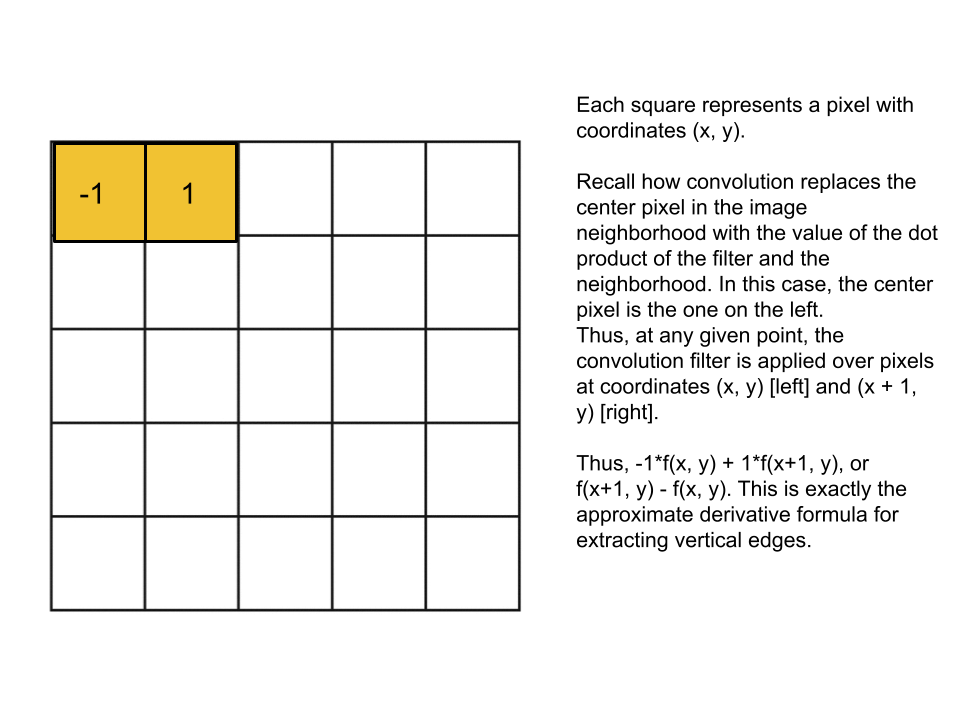 -1 1
Each square represents a pixel with
coordinates (x, y).
Recall how convolution replaces the
center pixel in the image
neighborhood with the value of the dot
product of the filter and the
neighborhood. In this case, the center
pixel is the one on the left.
Thus, at any given point, the
convolution filter is applied over pixels
at coordinates (x, y) [left] and (x + 1,
y) [right].
Thus, -1*f(x, y) + 1*f(x+1, y), or
f(x+1, y) - f(x, y). This is exactly the
approximate derivative formula for
extracting vertical edges.